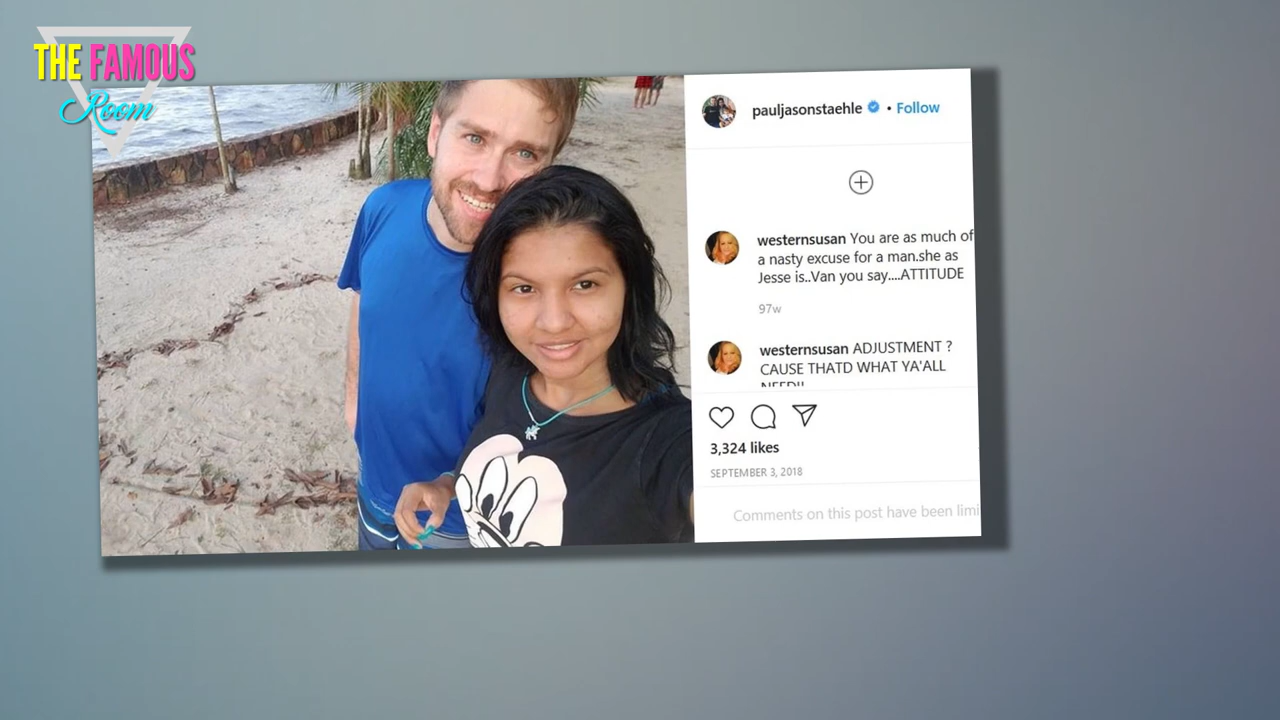 THE FAMOUS
Room
pauljasonstaehle • Follow
westernsusan You are as much of
a nasty excuse for a man.she as
Jesse is..Van you say....ATTITUDE
97w
westernsusan ADJUSTMENT ?
CAUSE THATD WHAT YA'ALL
NEED!!
3,324 likes
SEPTEMBER 3, 2018
Comments on this post have been limi